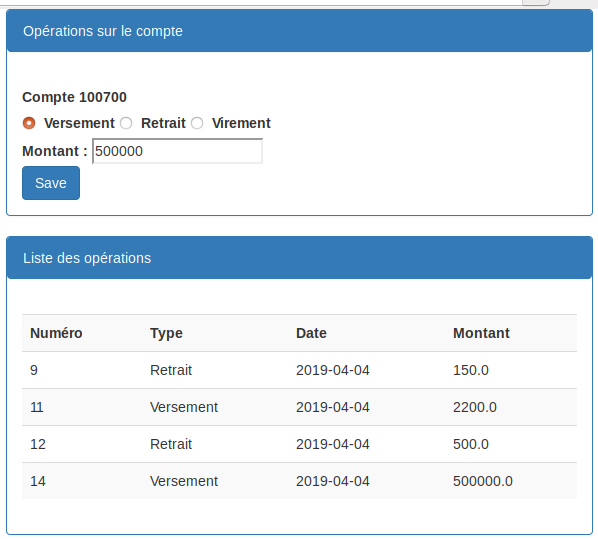 Opérations sur le compte
Compte 100700
Versement Retrait Virement
Montant : 500000
Save
Liste des opérations
Numéro Type Date Montant
9 Retrait 2019-04-04 150.0
11 Versement 2019-04-04 2200.0
12 Retrait 2019-04-04 500.0
14 Versement 2019-04-04 500000.0